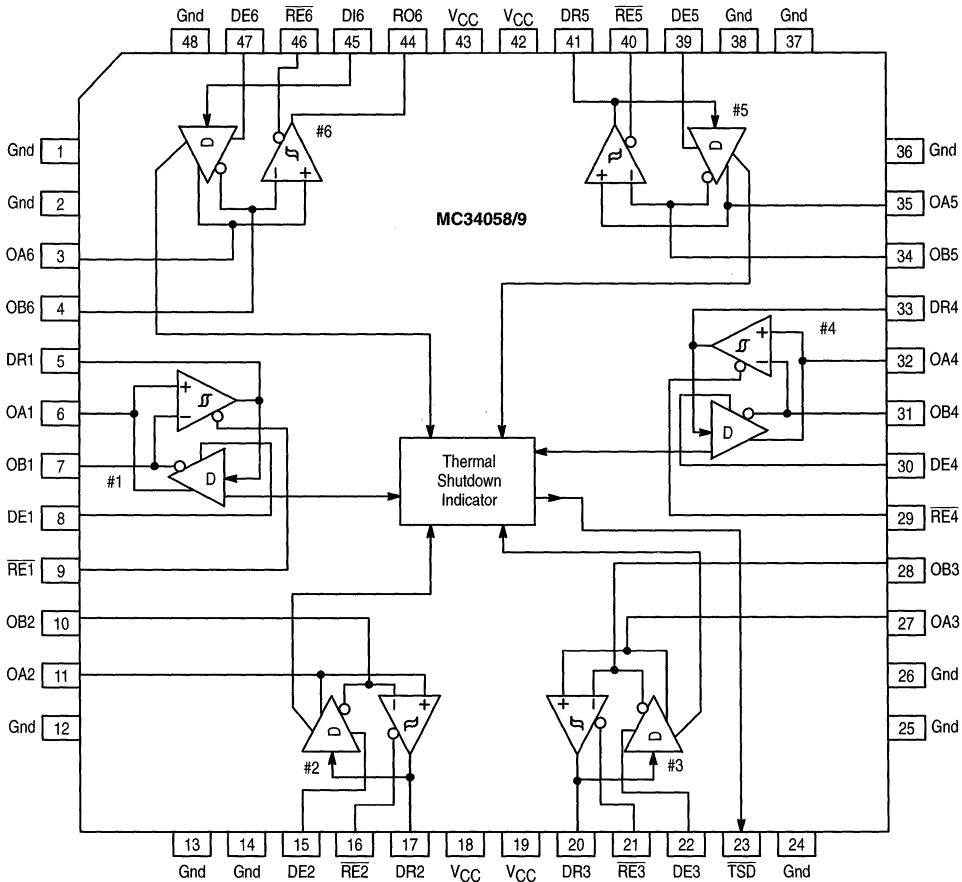 Gnd DE6 RE6 DI6 RO6 VCC VCC DR5 RE5 DE5 Gnd Gnd
48 47 46 45 44 43 42 41 40 39 38 37
D
#6
- +
#5
D
+ -
Gnd 1
36 Gnd
Gnd 2
35 OA5
MC34058/9
OA6 3
34 OB5
OB6 4
33 DR4
#4
+
-
DR1 5
32 OA4
+
-
OA1 6
31 OB4
D
OB7 7
#1
D
30 DE4
Thermal
Shutdown
Indicator
DE1 8
29 RE4
RE1 9
28 OB3
OB2 10
27 OA3
OA2 11
26 Gnd
- +
+ -
Gnd 12
25 Gnd
D
D
#2
#3
13 14 15 16 17 18 19 20 21 22 23 24
Gnd Gnd DE2 RE2 DR2 VCC VCC DR3 RE3 DE3 TSD Gnd